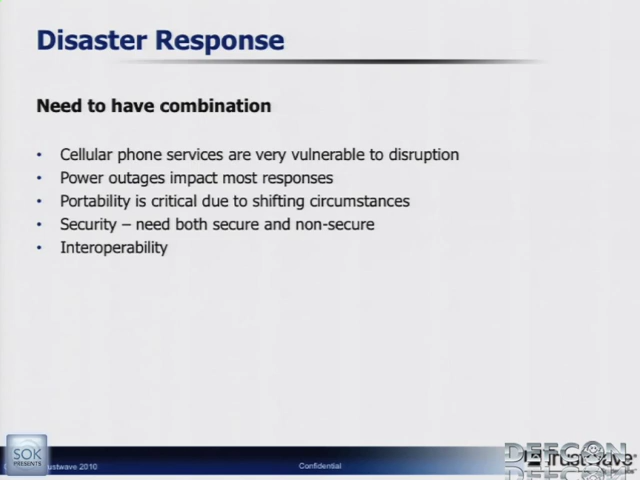 Disaster Response
Need to have combination
• Cellular phone services are very vulnerable to disruption
• Power outages impact most responses
• Portability is critical due to shifting circumstances
• Security – need both secure and non-secure
• Interoperability
SOK
PRESENTS
Trustwave 2010
Confidential
DEFCON
Trustwave